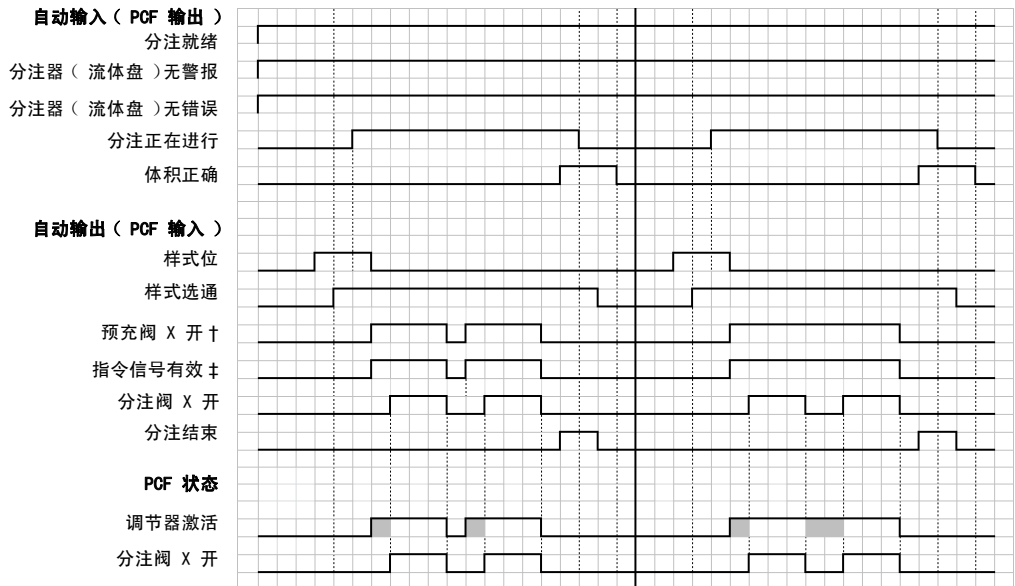 自动输入（ PCF 输出 ）
分注就绪
分注器（ 流体盘 ）无警报
分注器（ 流体盘 ）无错误
分注正在进行
体积正确
自动输出（ PCF 输入 ）
样式位
样式选通
预充阀 X 开†
指令信号有效‡
分注阀 X 开
分注结束
PCF 状态
调节器激活
分注阀 X 开